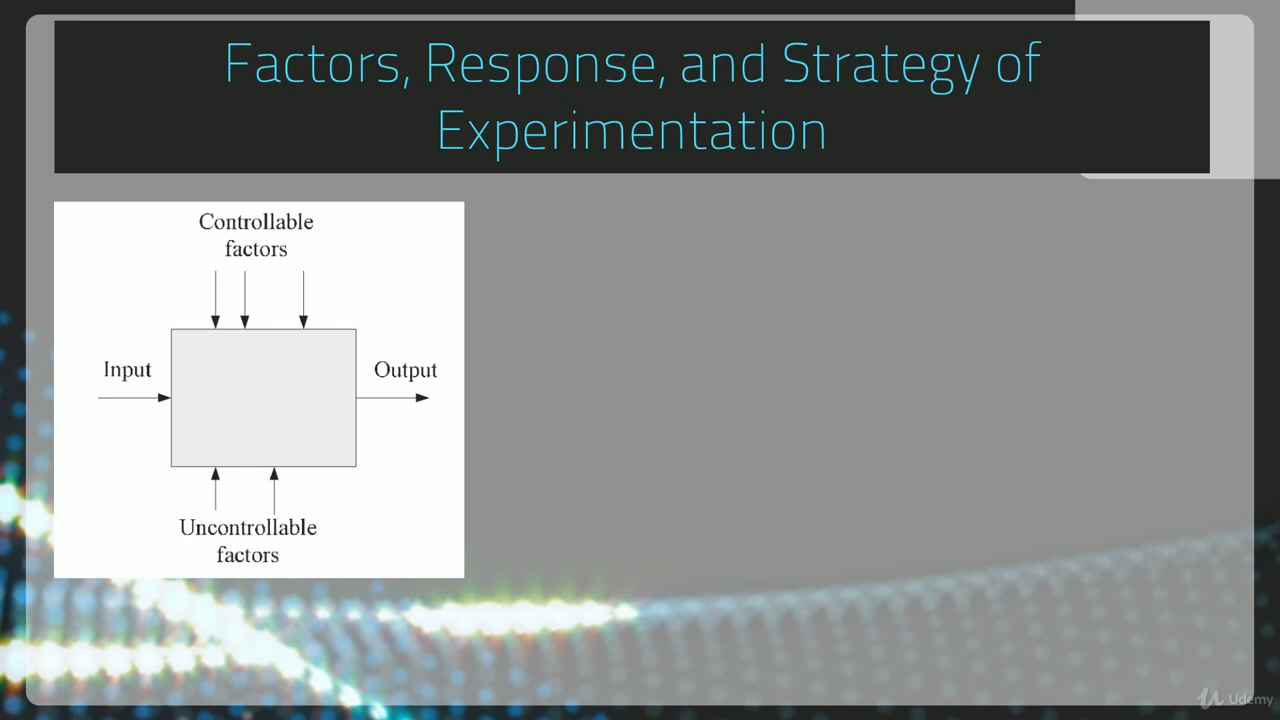 Factors, Response, and Strategy of
Experimentation
Controllable
factors
Input
Output
Uncontrollable
factors
Udemy